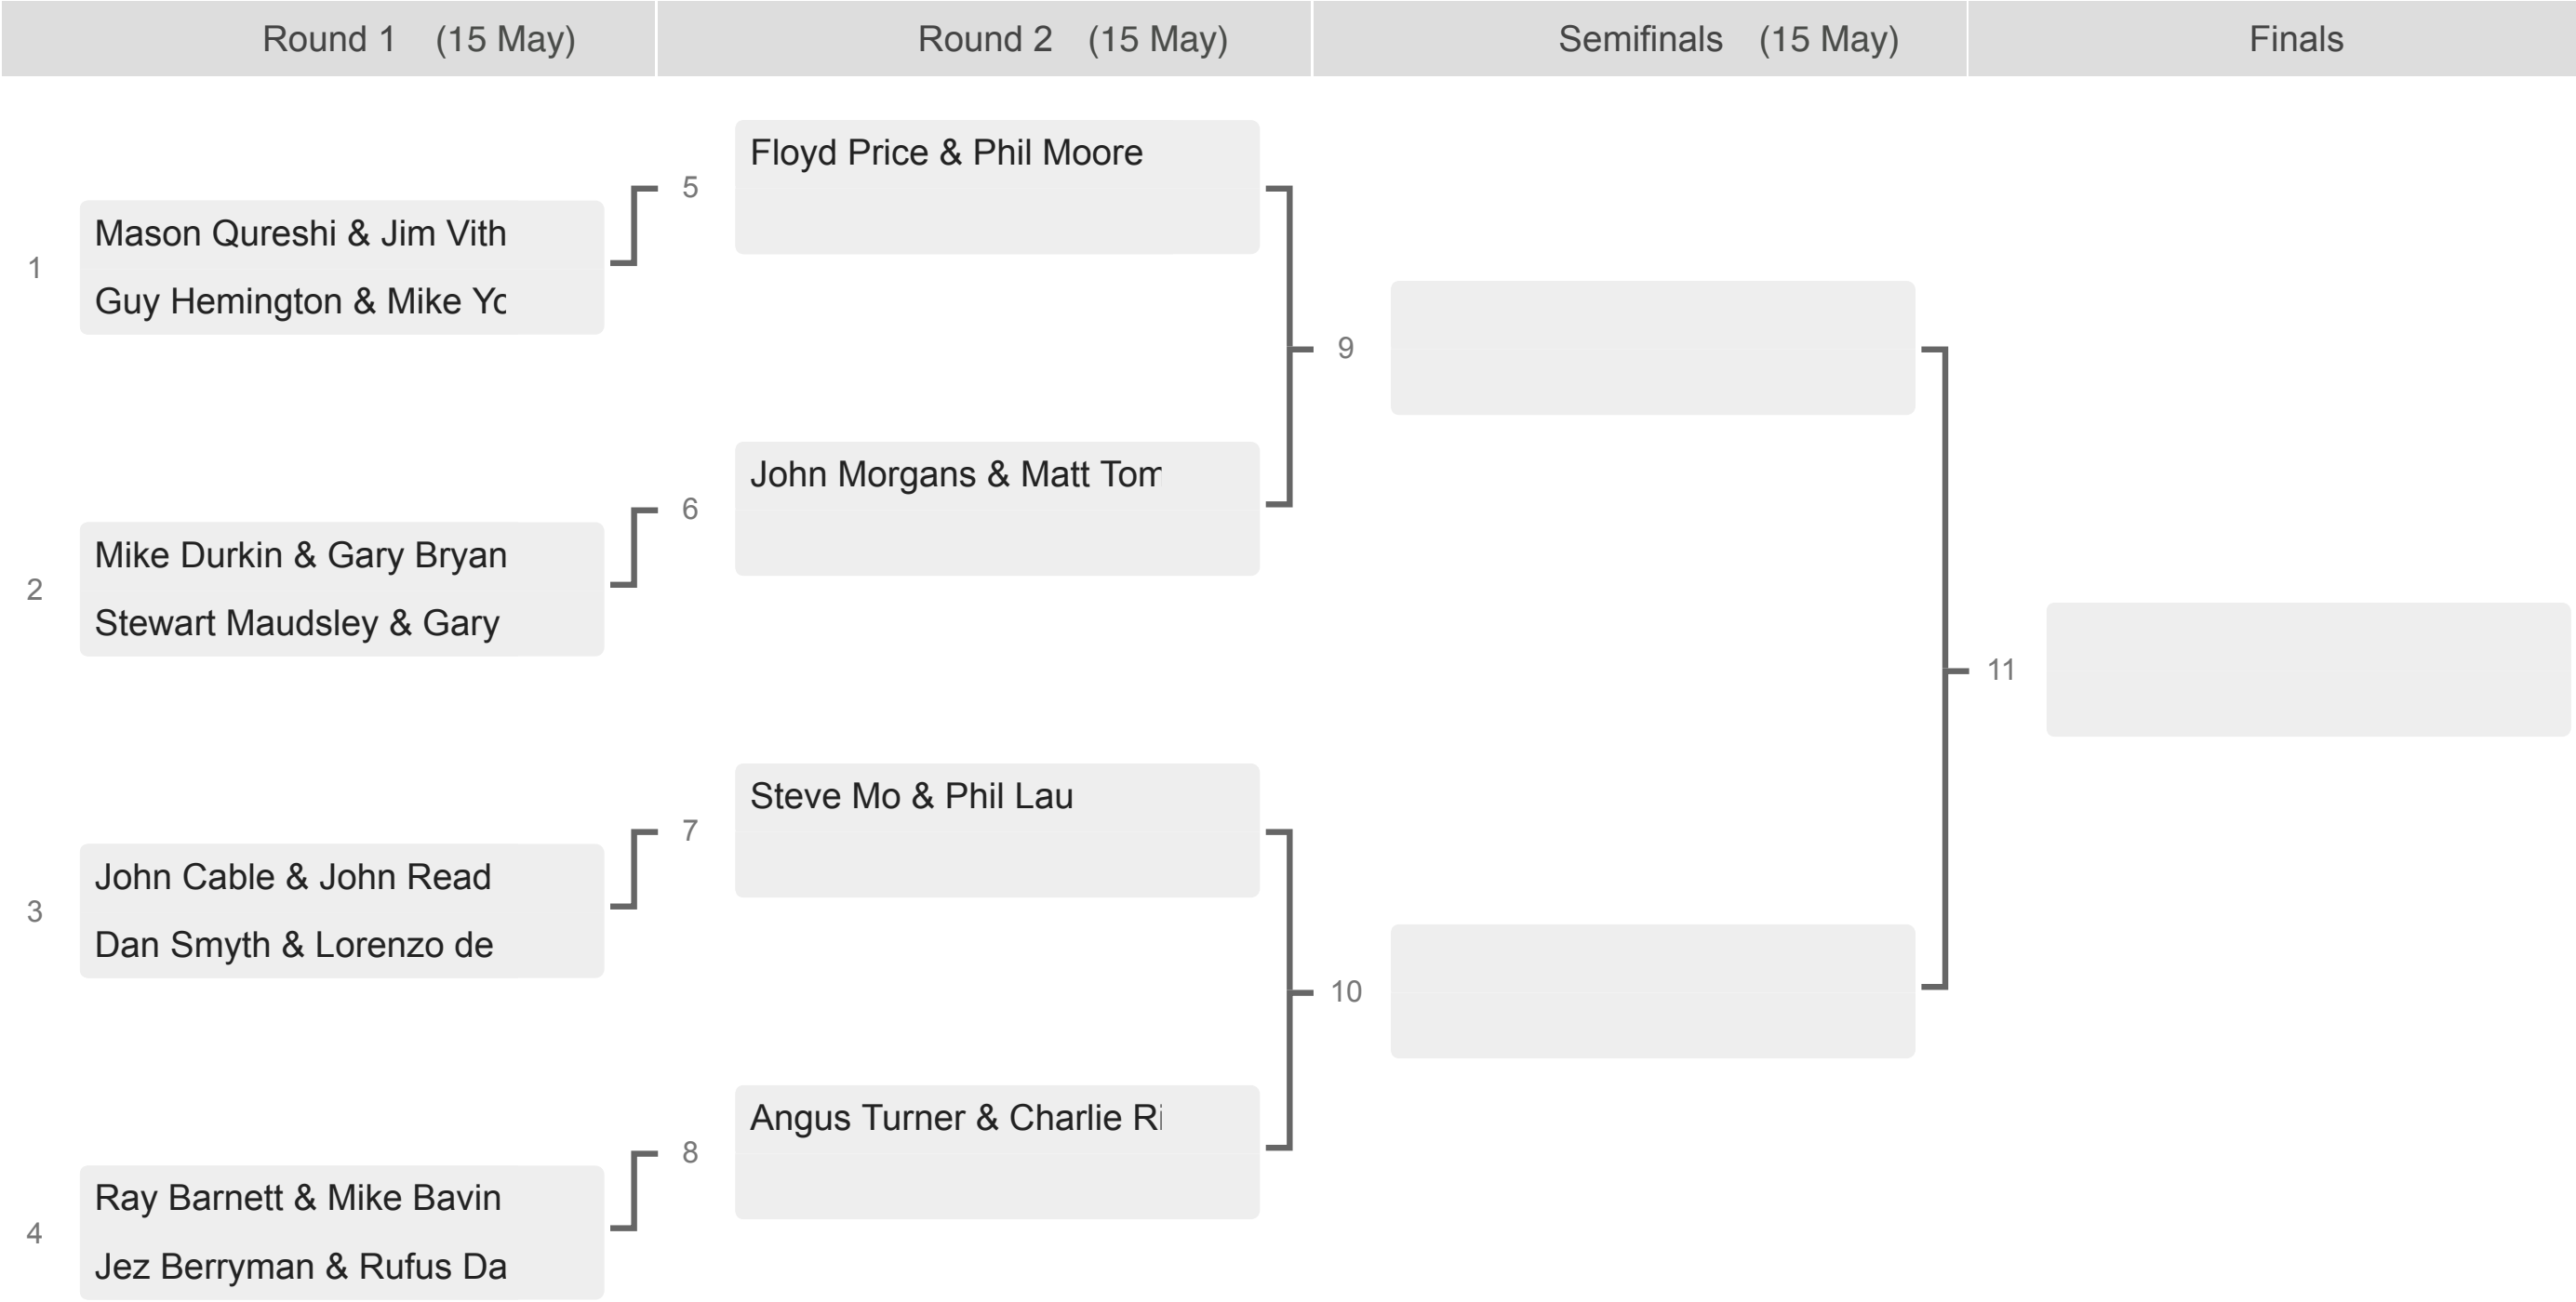 Round 1 (15 May)
Round 2 (15 May)
Semifinals (15 May)
Finals
1
Mason Qureshi & Jim Vith
Guy Hemington & Mike Yo
2
Mike Durkin & Gary Bryan
Stewart Maudsley & Gary
3
John Cable & John Read
Dan Smyth & Lorenzo de
4
Ray Barnett & Mike Bavin
Jez Berryman & Rufus Da
5
Floyd Price & Phil Moore
6
John Morgans & Matt Tom
7
Steve Mo & Phil Lau
8
Angus Turner & Charlie Ri
9
10
11